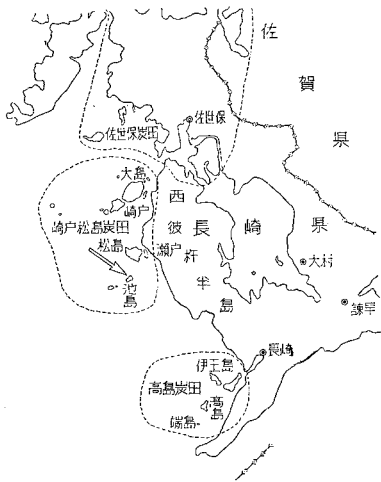 佐賀県
佐世保
佐世保炭田
大島
崎戸
崎戸松島炭田
松島
池島
瀬戸
西彼杵半島
長崎県
大村
諫早
長崎
伊王島
高島炭田
高島
端島